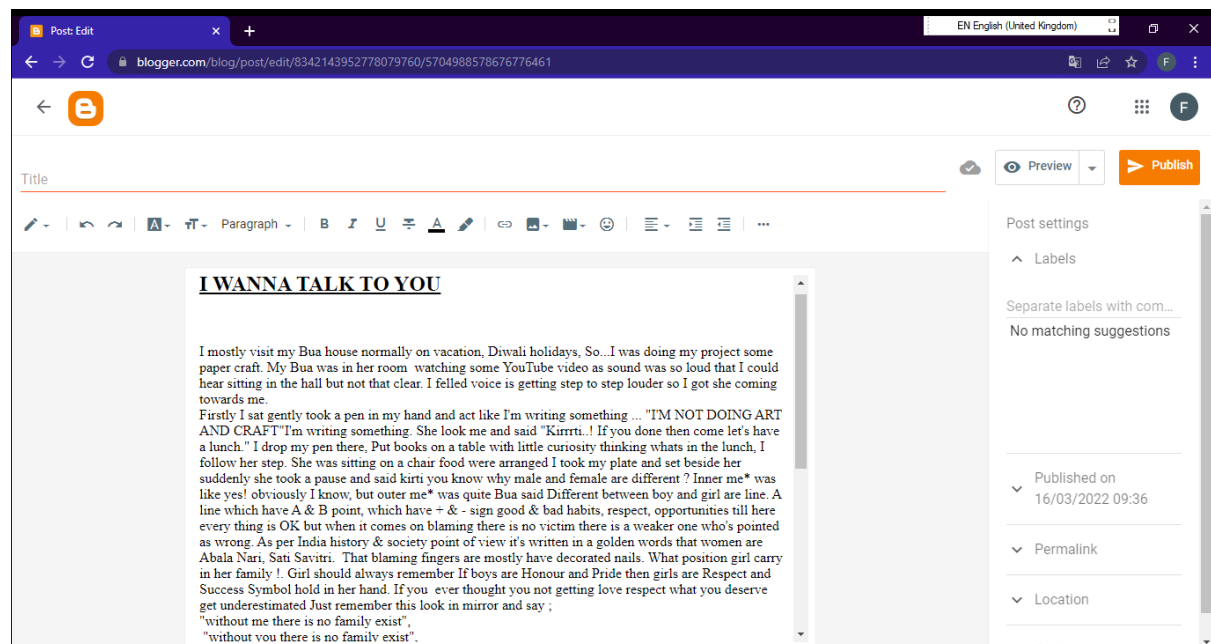 Post: Edit
EN English (United Kingdom)
blogger.com/blog/post/edit/8342143952778079760/5704988578676776461
F
F
Title
Preview
Publish
Paragraph
B I U A
Post settings
Labels
Separate labels with com...
No matching suggestions
Published on
16/03/2022 09:36
Permalink
Location
I WANNA TALK TO YOU
I mostly visit my Bua house normally on vacation, Diwali holidays, So...I was doing my project some
paper craft. My Bua was in her room watching some YouTube video as sound was so loud that I could
hear sitting in the hall but not that clear. I felled voice is getting step to step louder so I got she coming
towards me.
Firstly I sat gently took a pen in my hand and act like I'm writing something ... "I'M NOT DOING ART
AND CRAFT"I'm writing something. She look me and said "Kirrrti..! If you done then come let's have
a lunch." I drop my pen there, Put books on a table with little curiosity thinking whats in the lunch, I
follow her step. She was sitting on a chair food were arranged I took my plate and set beside her
suddenly she took a pause and said kirti you know why male and female are different ? Inner me* was
like yes! obviously I know, but outer me* was quite Bua said Different between boy and girl are line. A
line which have A & B point, which have + & - sign good & bad habits, respect, opportunities till here
every thing is OK but when it comes on blaming there is no victim there is a weaker one who's pointed
as wrong. As per India history & society point of view it's written in a golden words that women are
Abala Nari, Sati Savitri. That blaming fingers are mostly have decorated nails. What position girl carry
in her family !. Girl should always remember If boys are Honour and Pride then girls are Respect and
Success Symbol hold in her hand. If you ever thought you not getting love respect what you deserve
get underestimated Just remember this look in mirror and say ;
"without me there is no family exist",
"without you there is no family exist",